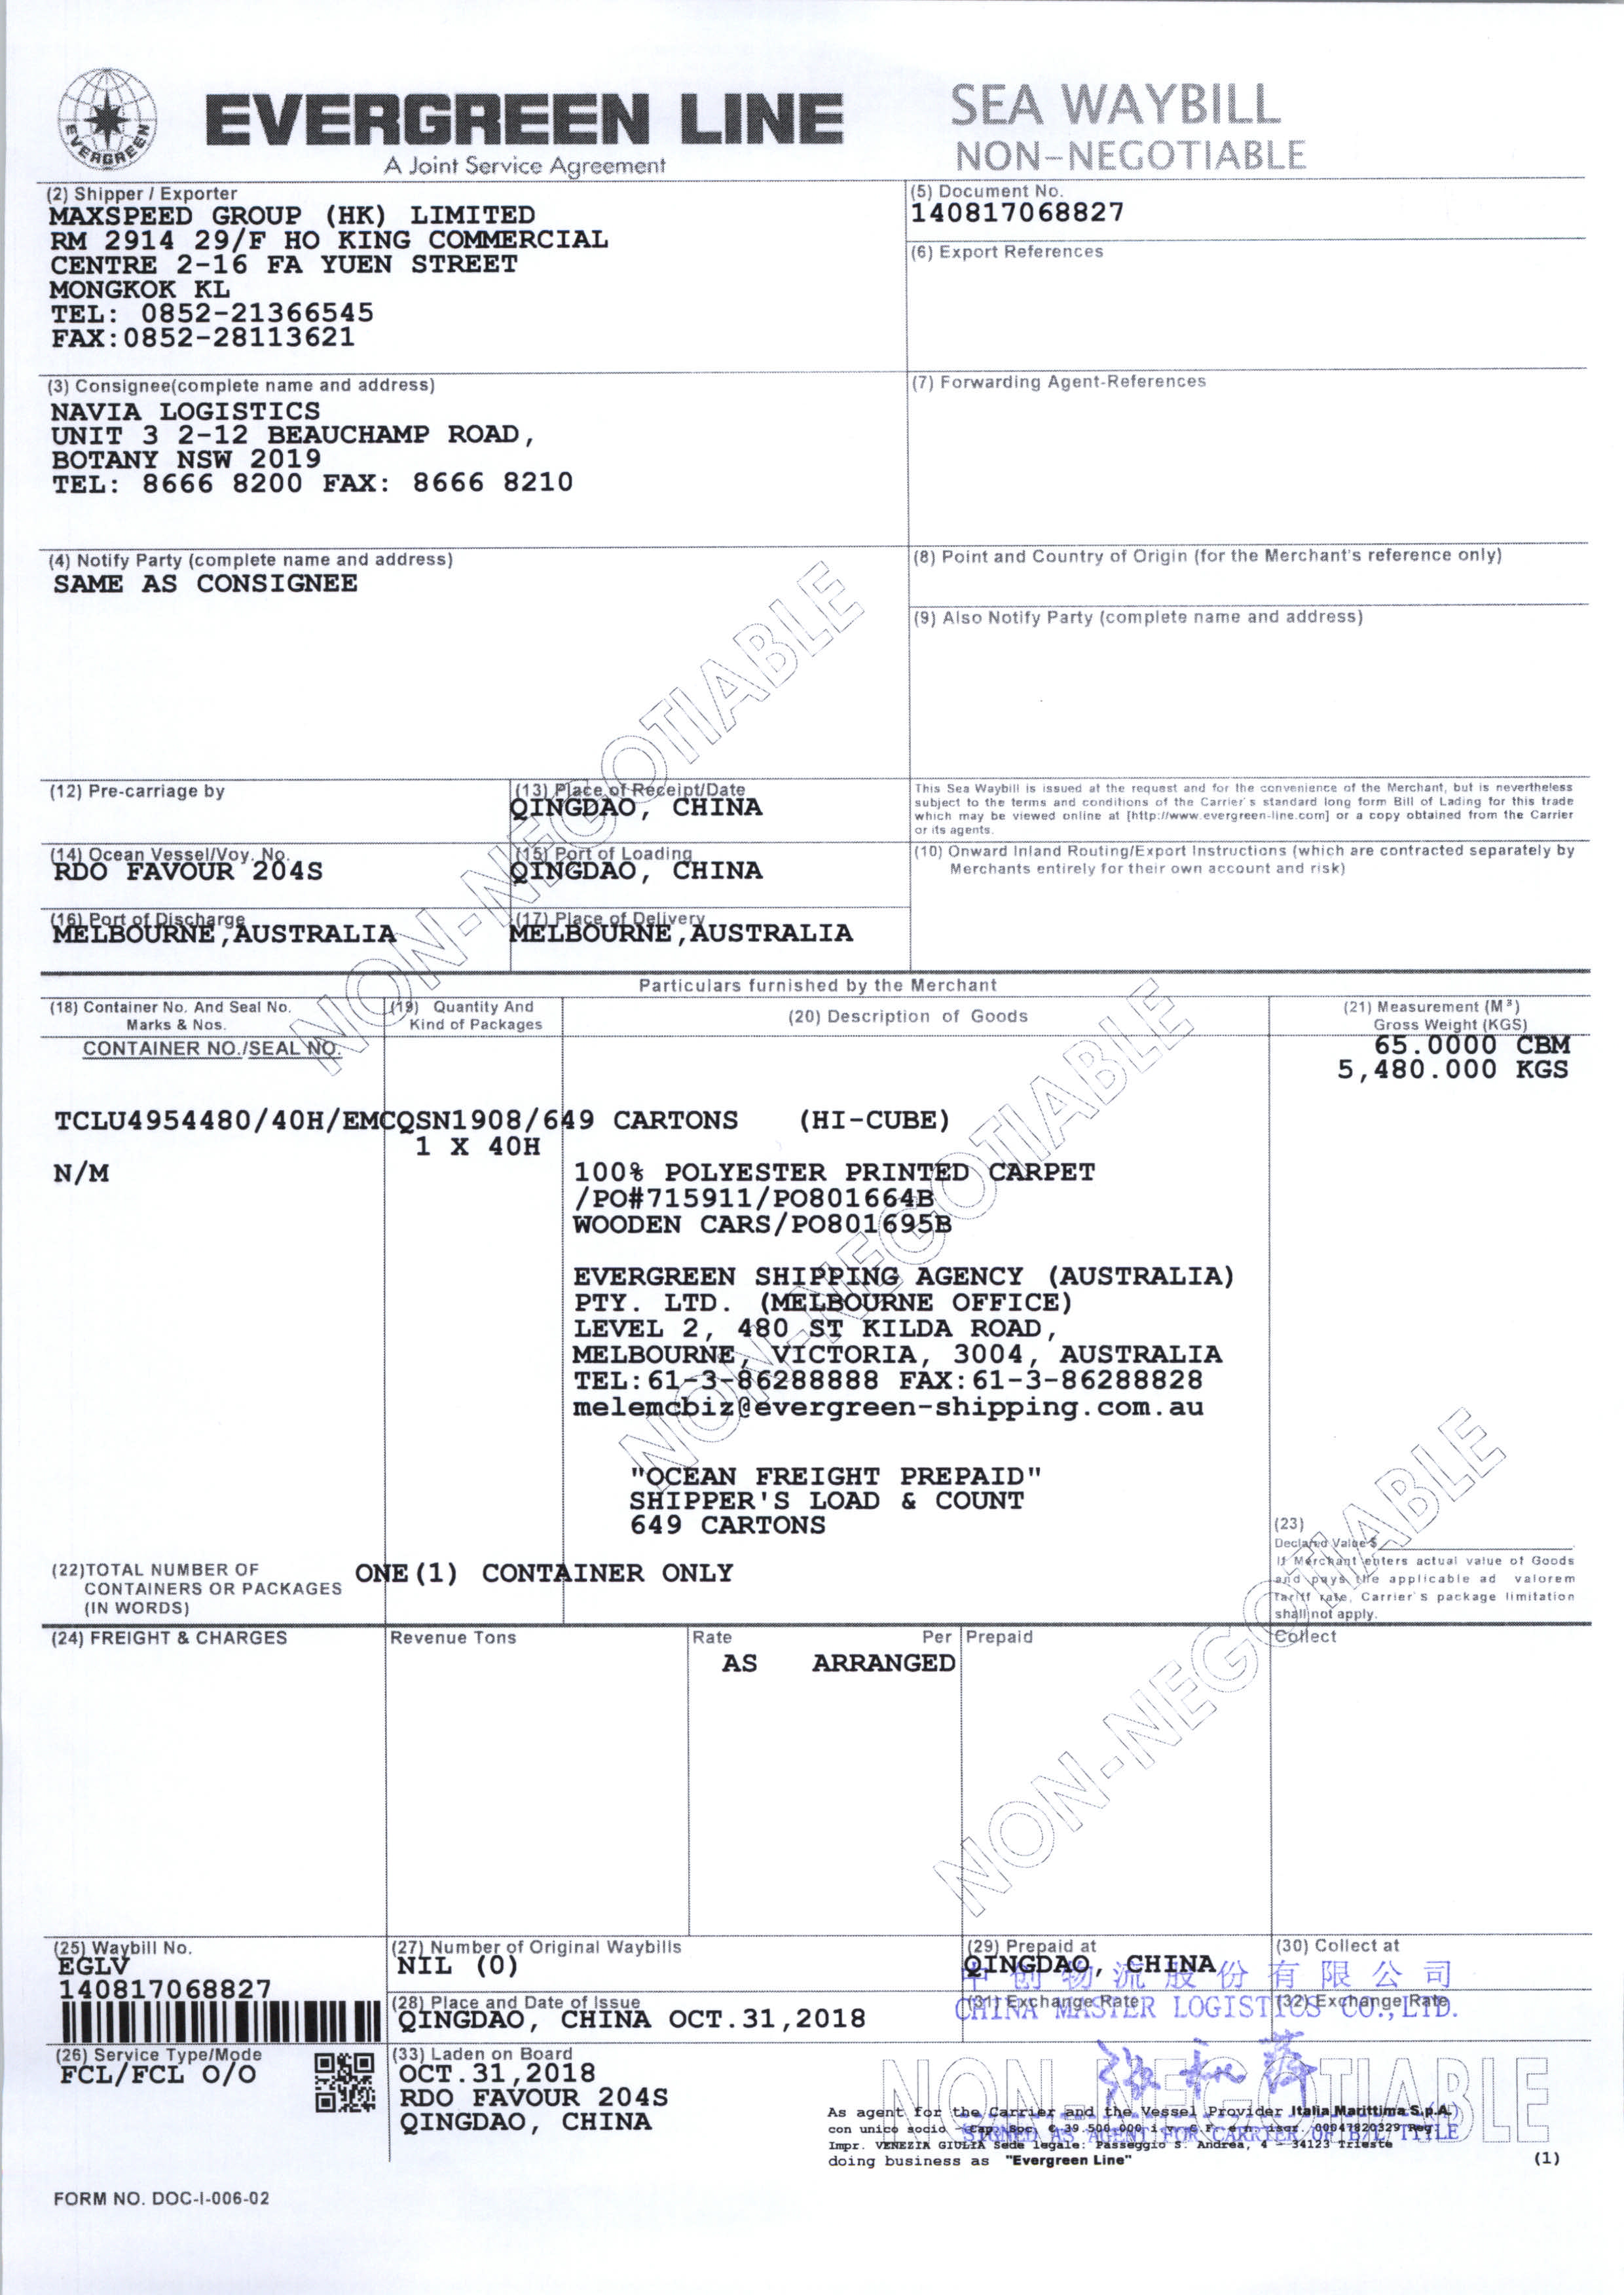 EVERGREEN
EVERGREEN LINE
A Joint Service Agreement
SEA WAYBILL
NON-NEGOTIABLE
(2) Shipper / Exporter
MAXSPEED GROUP (HK) LIMITED
RM 2914 29/F HO KING COMMERCIAL
CENTRE 2-16 FA YUEN STREET
MONGKOK KL
TEL: 0852-21366545
FAX:0852-28113621
(5) Document No.
140817068827
(6) Export References
(3) Consignee(complete name and address)
NAVIA LOGISTICS
UNIT 3 2-12 BEAUCHAMP ROAD,
BOTANY NSW 2019
TEL: 8666 8200 FAX: 8666 8210
(7) Forwarding Agent-References
(4) Notify Party (complete name and address)
SAME AS CONSIGNEE
(8) Point and Country of Origin (for the Merchant's reference only)
(9) Also Notify Party (complete name and address)
NON-NEGOTIABLE
(12) Pre-carriage by
(13) Place of Receipt/Date
QINGDAO, CHINA
This Sea Waybill is issued at the request and for the convenience of the Merchant, but is nevertheless
subject to the terms and conditions of the Carrier's standard long form Bill of Lading for this trade
which may be viewed online at [http://www.evergreen-line.com] or a copy obtained from the Carrier
or its agents.
(14) Ocean Vessel/Voy. No.
RDO FAVOUR 204S
(15) Port of Loading
QINGDAO, CHINA
(10) Onward Inland Routing/Export Instructions (which are contracted separately by
Merchants entirely for their own account and risk)
(16) Port of Discharge
MELBOURNE,AUSTRALIA
(17) Place of Delivery
MELBOURNE,AUSTRALIA
Particulars furnished by the Merchant
(18) Container No. And Seal No.
Marks & Nos.
(19) Quantity And
Kind of Packages
(20) Description of Goods
(21) Measurement (M³)
Gross Weight (KGS)
CONTAINER NO./SEAL NO.
65.0000 CBM
5,480.000 KGS
TCLU4954480/40H/EMCQSN1908/649 CARTONS (HI-CUBE)
1 X 40H
N/M
100% POLYESTER PRINTED CARPET
/PO#715911/PO801664B
WOODEN CARS/PO801695B
EVERGREEN SHIPPING AGENCY (AUSTRALIA)
PTY. LTD. (MELBOURNE OFFICE)
LEVEL 2, 480 ST KILDA ROAD,
MELBOURNE, VICTORIA, 3004, AUSTRALIA
TEL:61-3-86288888 FAX:61-3-86288828
melemcbiz@evergreen-shipping.com.au
NON-NEGOTIABLE
"OCEAN FREIGHT PREPAID"
SHIPPER'S LOAD & COUNT
649 CARTONS
(23)
Declared Value $
If Merchant enters actual value of Goods
and pays the applicable ad valorem
tariff rate, Carrier's package limitation
shall not apply.
(22)TOTAL NUMBER OF
CONTAINERS OR PACKAGES
(IN WORDS)
ONE(1) CONTAINER ONLY
(24) FREIGHT & CHARGES
Revenue Tons
Rate
Per
Prepaid
Collect
AS ARRANGED
NON-NEGOTIABLE
(25) Waybill No.
EGLV
140817068827
(27) Number of Original Waybills
NIL (0)
(29) Prepaid at
QINGDAO, CHINA
(30) Collect at
中创物流股份有限公司
(28) Place and Date of Issue
QINGDAO, CHINA OCT.31,2018
(31) Exchange Rate
(32) Exchange Rate
CHINA MASTER LOGISTICS CO.,LTD.
(26) Service Type/Mode
FCL/FCL O/O
(33) Laden on Board
OCT.31,2018
RDO FAVOUR 204S
QINGDAO, CHINA
NON-NEGOTIABLE
As agent for the Carrier and the Vessel Provider Italia Marittima S.p.A.
con unico socio - Cap. Soc. € 39.500.000 i.v. 00847820329 Reg
SIGNED AS AGENT FOR CARRIER OF B/L TITLE
Impr. VENEZIA GIULIA Sede legale: Passeggio S. Andrea, 4 - 34123 Trieste
doing business as "Evergreen Line"
(1)
FORM NO. DOC-I-006-02